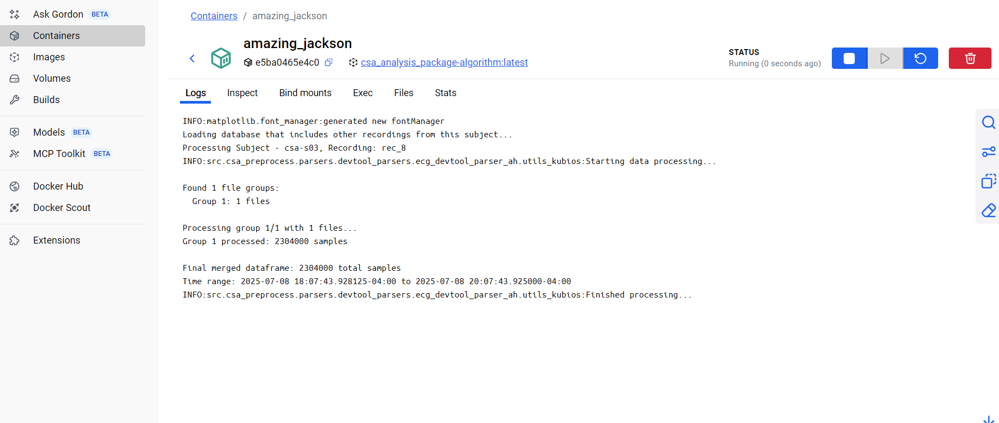 Ask Gordon BETA
Containers
Images
Volumes
Builds
Models BETA
MCP Toolkit BETA
Docker Hub
Docker Scout
Extensions
Containers / amazing_jackson
amazing_jackson
e5ba0465e4c0 csa_analysis_package-algorithm:latest
STATUS
Running (0 seconds ago)
Logs Inspect Bind mounts Exec Files Stats
INFO:matplotlib.font_manager:generated new fontManager
Loading database that includes other recordings from this subject...
Processing Subject - csa-s03, Recording: rec_8
INFO:src.csa_preprocess.parsers.devtool_parsers.ecg_devtool_parser_ah.utils_kubios:Starting data processing...
Found 1 file groups:
Group 1: 1 files
Processing group 1/1 with 1 files...
Group 1 processed: 2304000 samples
Final merged dataframe: 2304000 total samples
Time range: 2025-07-08 18:07:43.928125-04:00 to 2025-07-08 20:07:43.925000-04:00
INFO:src.csa_preprocess.parsers.devtool_parsers.ecg_devtool_parser_ah.utils_kubios:Finished processing...